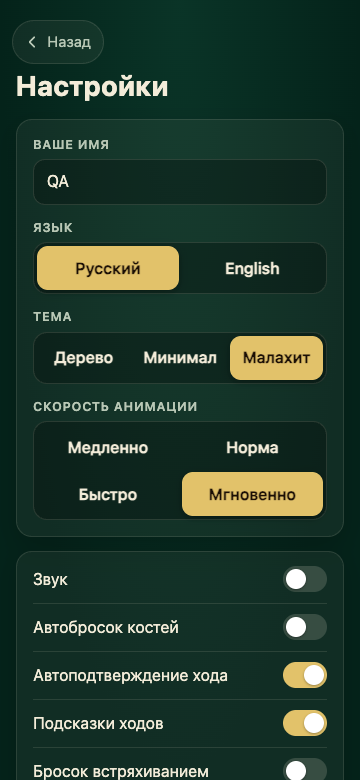 Назад
Настройки
ВАШЕ ИМЯ
QA
ЯЗЫК
Русский English
ТЕМА
Дерево Минимал Малахит
СКОРОСТЬ АНИМАЦИИ
Медленно Норма
Быстро Мгновенно
Звук
Автобросок костей
Автоподтверждение хода
Подсказки ходов
Бросок встряхиванием